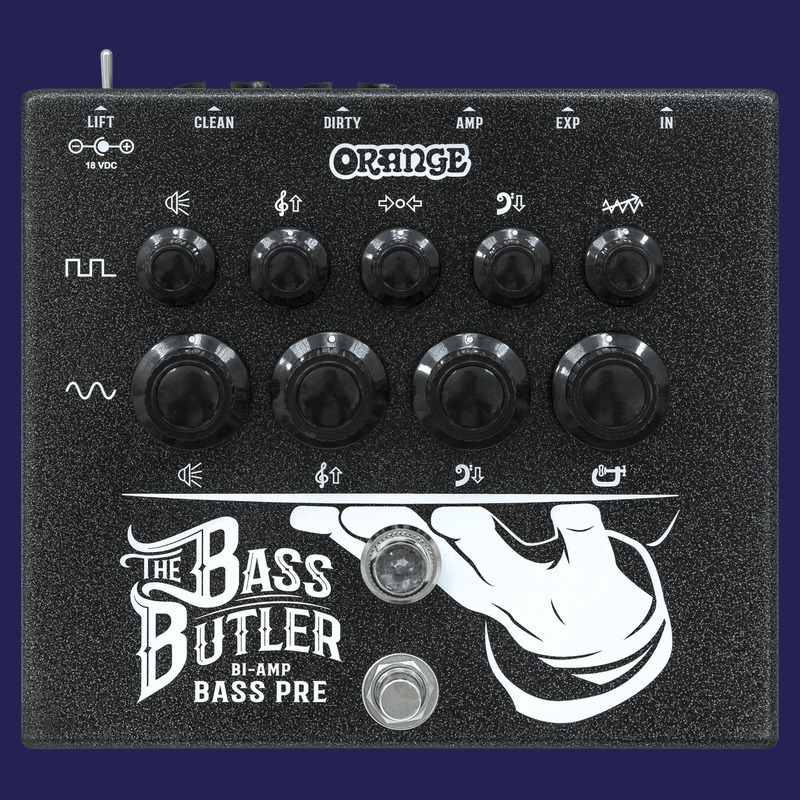 LIFT CLEAN DIRTY AMP EXP IN
18 VDC
ORANGE
THE BASS
BUTLER
BI-AMP
BASS PRE